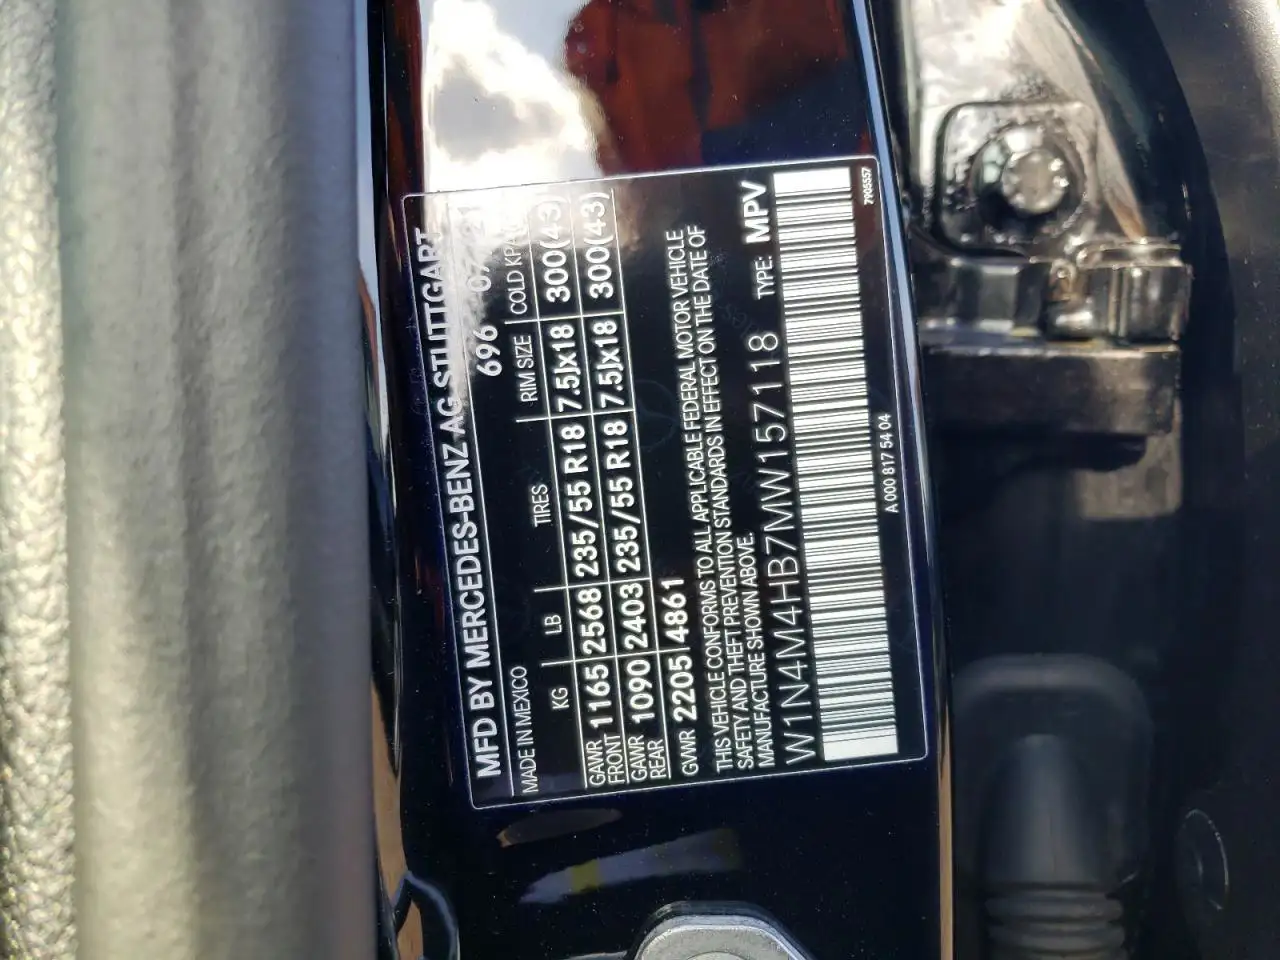 MFD BY MERCEDES-BENZ AG STUTTGART
MADE IN MEXICO 696
KG LB TIRES RIM SIZE COLD
GAWR FRONT 1165 2568 235/55 R18 7.5Jx18 300(43)
GAWR REAR 1090 2403 235/55 R18 7.5Jx18 300(43)
GVWR 2205 4861
THIS VEHICLE CONFORMS TO ALL APPLICABLE FEDERAL MOTOR VEHICLE
SAFETY AND THEFT PREVENTION STANDARDS IN EFFECT ON THE DATE OF
MANUFACTURE SHOWN ABOVE.
W1N4M4HB7MW157118 TYPE: MPV
A 000 817 54 04
7905557